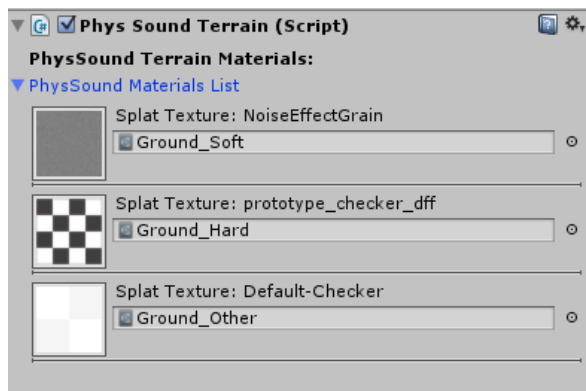 Phys Sound Terrain (Script)
PhysSound Terrain Materials:
PhysSound Materials List
Splat Texture: NoiseEffectGrain
Ground_Soft
Splat Texture: prototype_checker_dff
Ground_Hard
Splat Texture: Default-Checker
Ground_Other